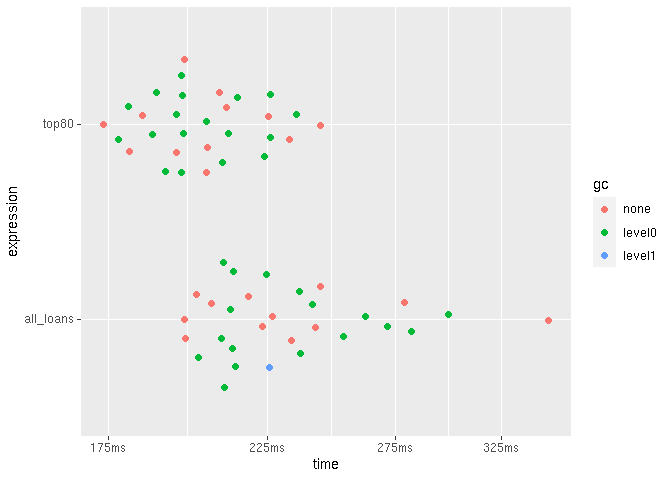 top80
all_loans
expression
175ms
225ms
275ms
325ms
time
gc
none
level0
level1